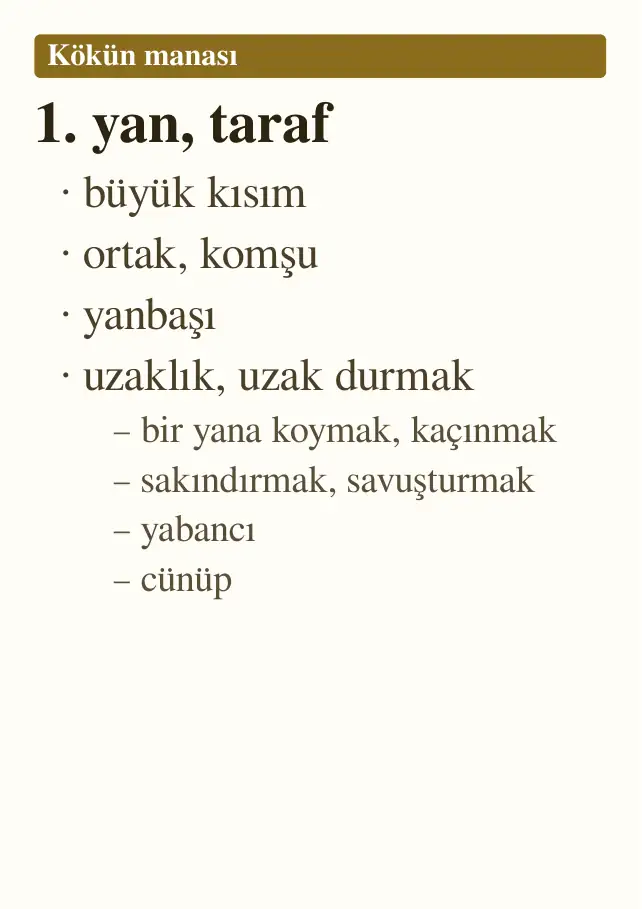 Kökün manası
1. yan, taraf
· büyük kısım
· ortak, komşu
· yanbaşı
· uzaklık, uzak durmak
– bir yana koymak, kaçınmak
– sakındırmak, savuşturmak
– yabancı
– cünüp